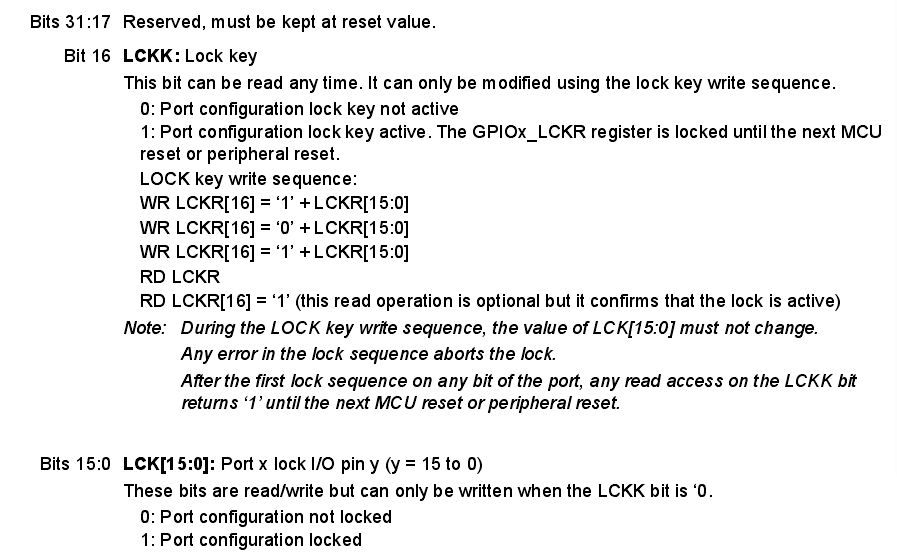 Bits 31:17 Reserved, must be kept at reset value.
Bit 16 LCKK: Lock key
This bit can be read any time. It can only be modified using the lock key write sequence.
0: Port configuration lock key not active
1: Port configuration lock key active. The GPIOx_LCKR register is locked until the next MCU
reset or peripheral reset.
LOCK key write sequence:
WR LCKR[16] = ‘1’ + LCKR[15:0]
WR LCKR[16] = ‘0’ + LCKR[15:0]
WR LCKR[16] = ‘1’ + LCKR[15:0]
RD LCKR
RD LCKR[16] = ‘1’ (this read operation is optional but it confirms that the lock is active)
Note: During the LOCK key write sequence, the value of LCK[15:0] must not change.
Any error in the lock sequence aborts the lock.
After the first lock sequence on any bit of the port, any read access on the LCKK bit
returns ‘1’ until the next MCU reset or peripheral reset.
Bits 15:0 LCK[15:0]: Port x lock I/O pin y (y = 15 to 0)
These bits are read/write but can only be written when the LCKK bit is ‘0.
0: Port configuration not locked
1: Port configuration locked